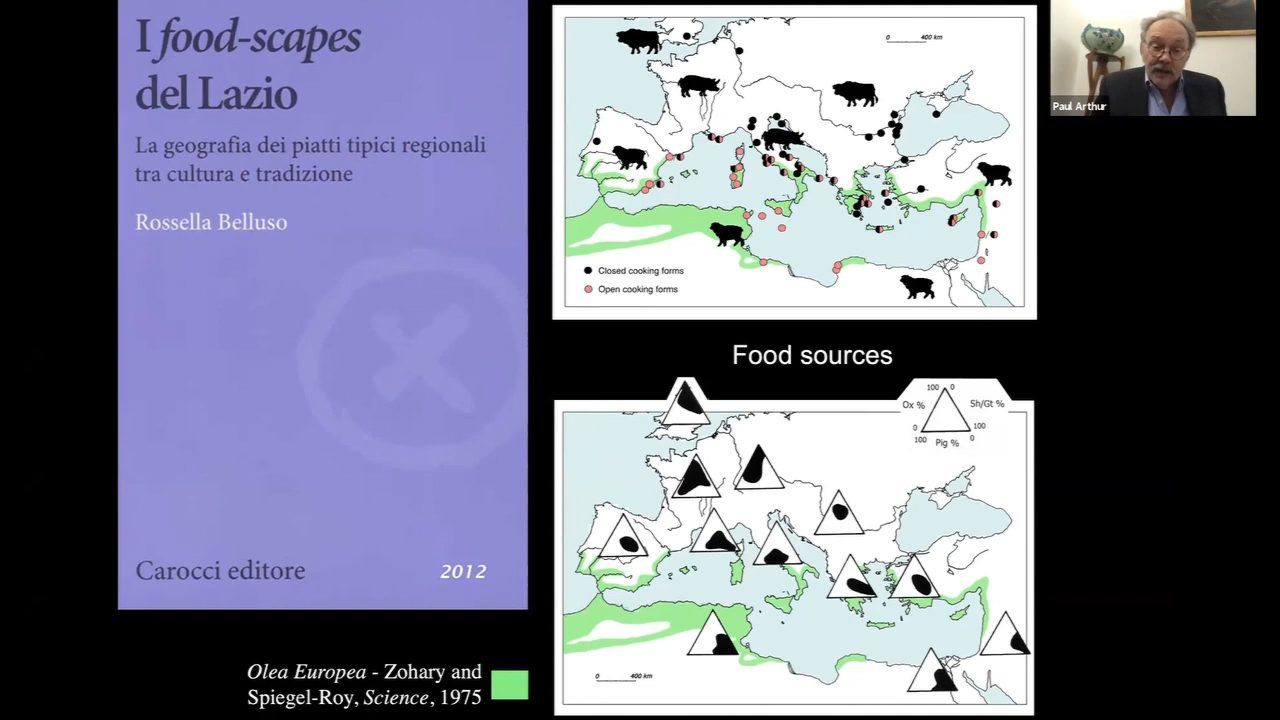 I food-scapes
del Lazio
La geografia dei piatti tipici regionali
tra cultura e tradizione
Rossella Belluso
Carocci editore
2012
Olea Europea - Zohary and
Spiegel-Roy, Science, 1975
0 400 km
Closed cooking forms
Open cooking forms
Food sources
100 0
Ox % Sh/Gt %
0 100
100 Pig % 0
0 400 km
Paul Arthur